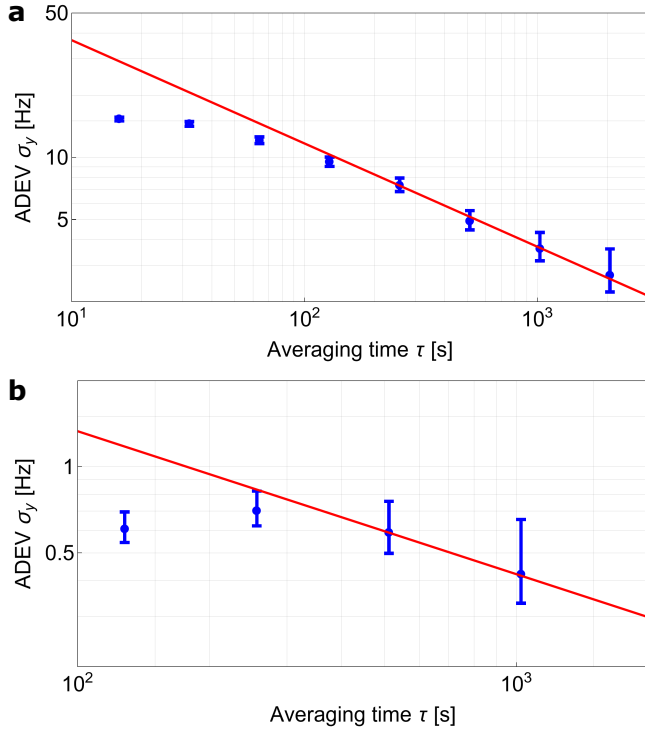 a
50
10
5
ADEV σy [Hz]
10¹ 10² 10³
Averaging time τ [s]
b
1
0.5
ADEV σy [Hz]
10² 10³
Averaging time τ [s]